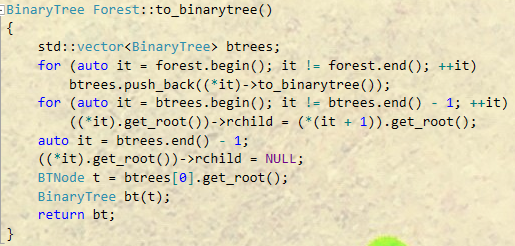 BinaryTree Forest::to_binarytree()
{
std::vector<BinaryTree> btrees;
for (auto it = forest.begin(); it != forest.end(); ++it)
btrees.push_back((*it)->to_binarytree());
for (auto it = btrees.begin(); it != btrees.end() - 1; ++it)
((*it).get_root())->rchild = (*(it + 1)).get_root();
auto it = btrees.end() - 1;
((*it).get_root())->rchild = NULL;
BTNode t = btrees[0].get_root();
BinaryTree bt(t);
return bt;
}